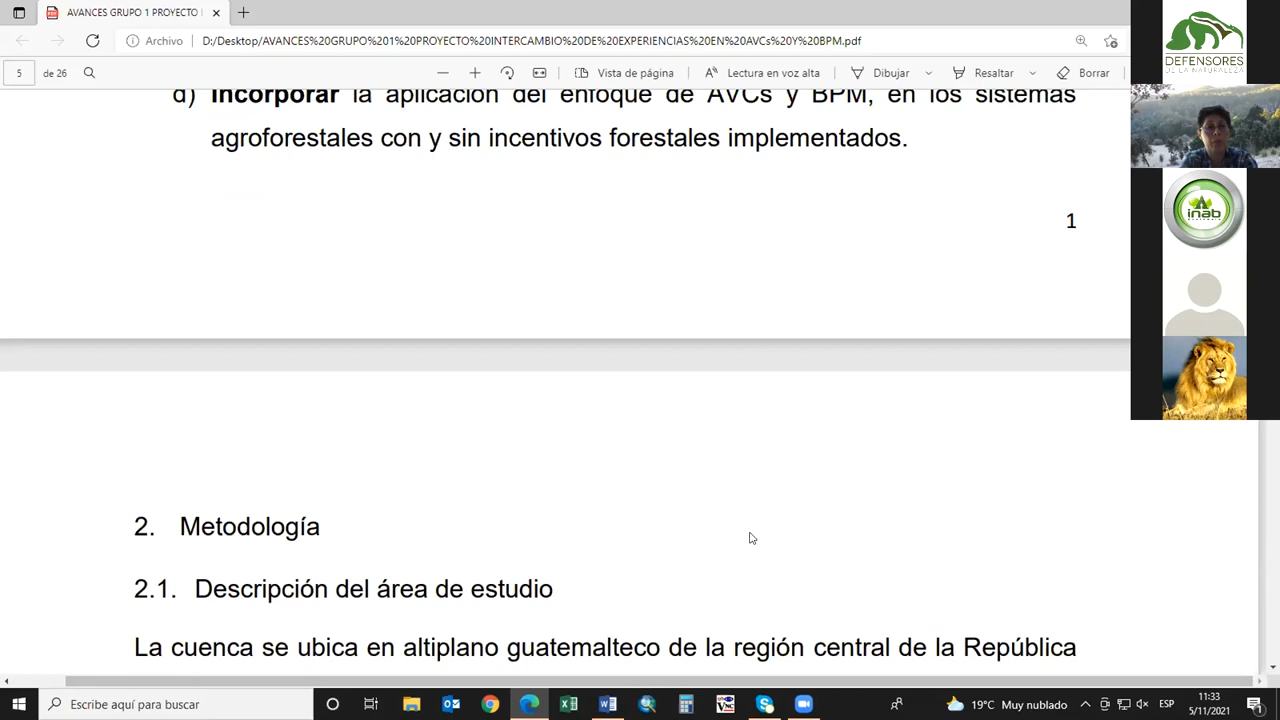 AVANCES GRUPO 1 PROYECTO
Archivo
D:/Desktop/AVANCES%20GRUPO%201%20PROYECTO%20INTERCAMBIO%20DE%20EXPERIENCIAS%20EN%20AVCs%20Y%20BPM.pdf
5 de 26
Vista de página
Lectura en voz alta
Dibujar
Resaltar
Borrar
d) Incorporar la aplicación del enfoque de AVCs y BPM, en los sistemas
agroforestales con y sin incentivos forestales implementados.
1
2. Metodología
2.1. Descripción del área de estudio
La cuenca se ubica en altiplano guatemalteco de la región central de la República
DEFENSORES
DE LA NATURALEZA
inab
Escribe aquí para buscar
19°C Muy nublado
ESP
11:33
5/11/2021